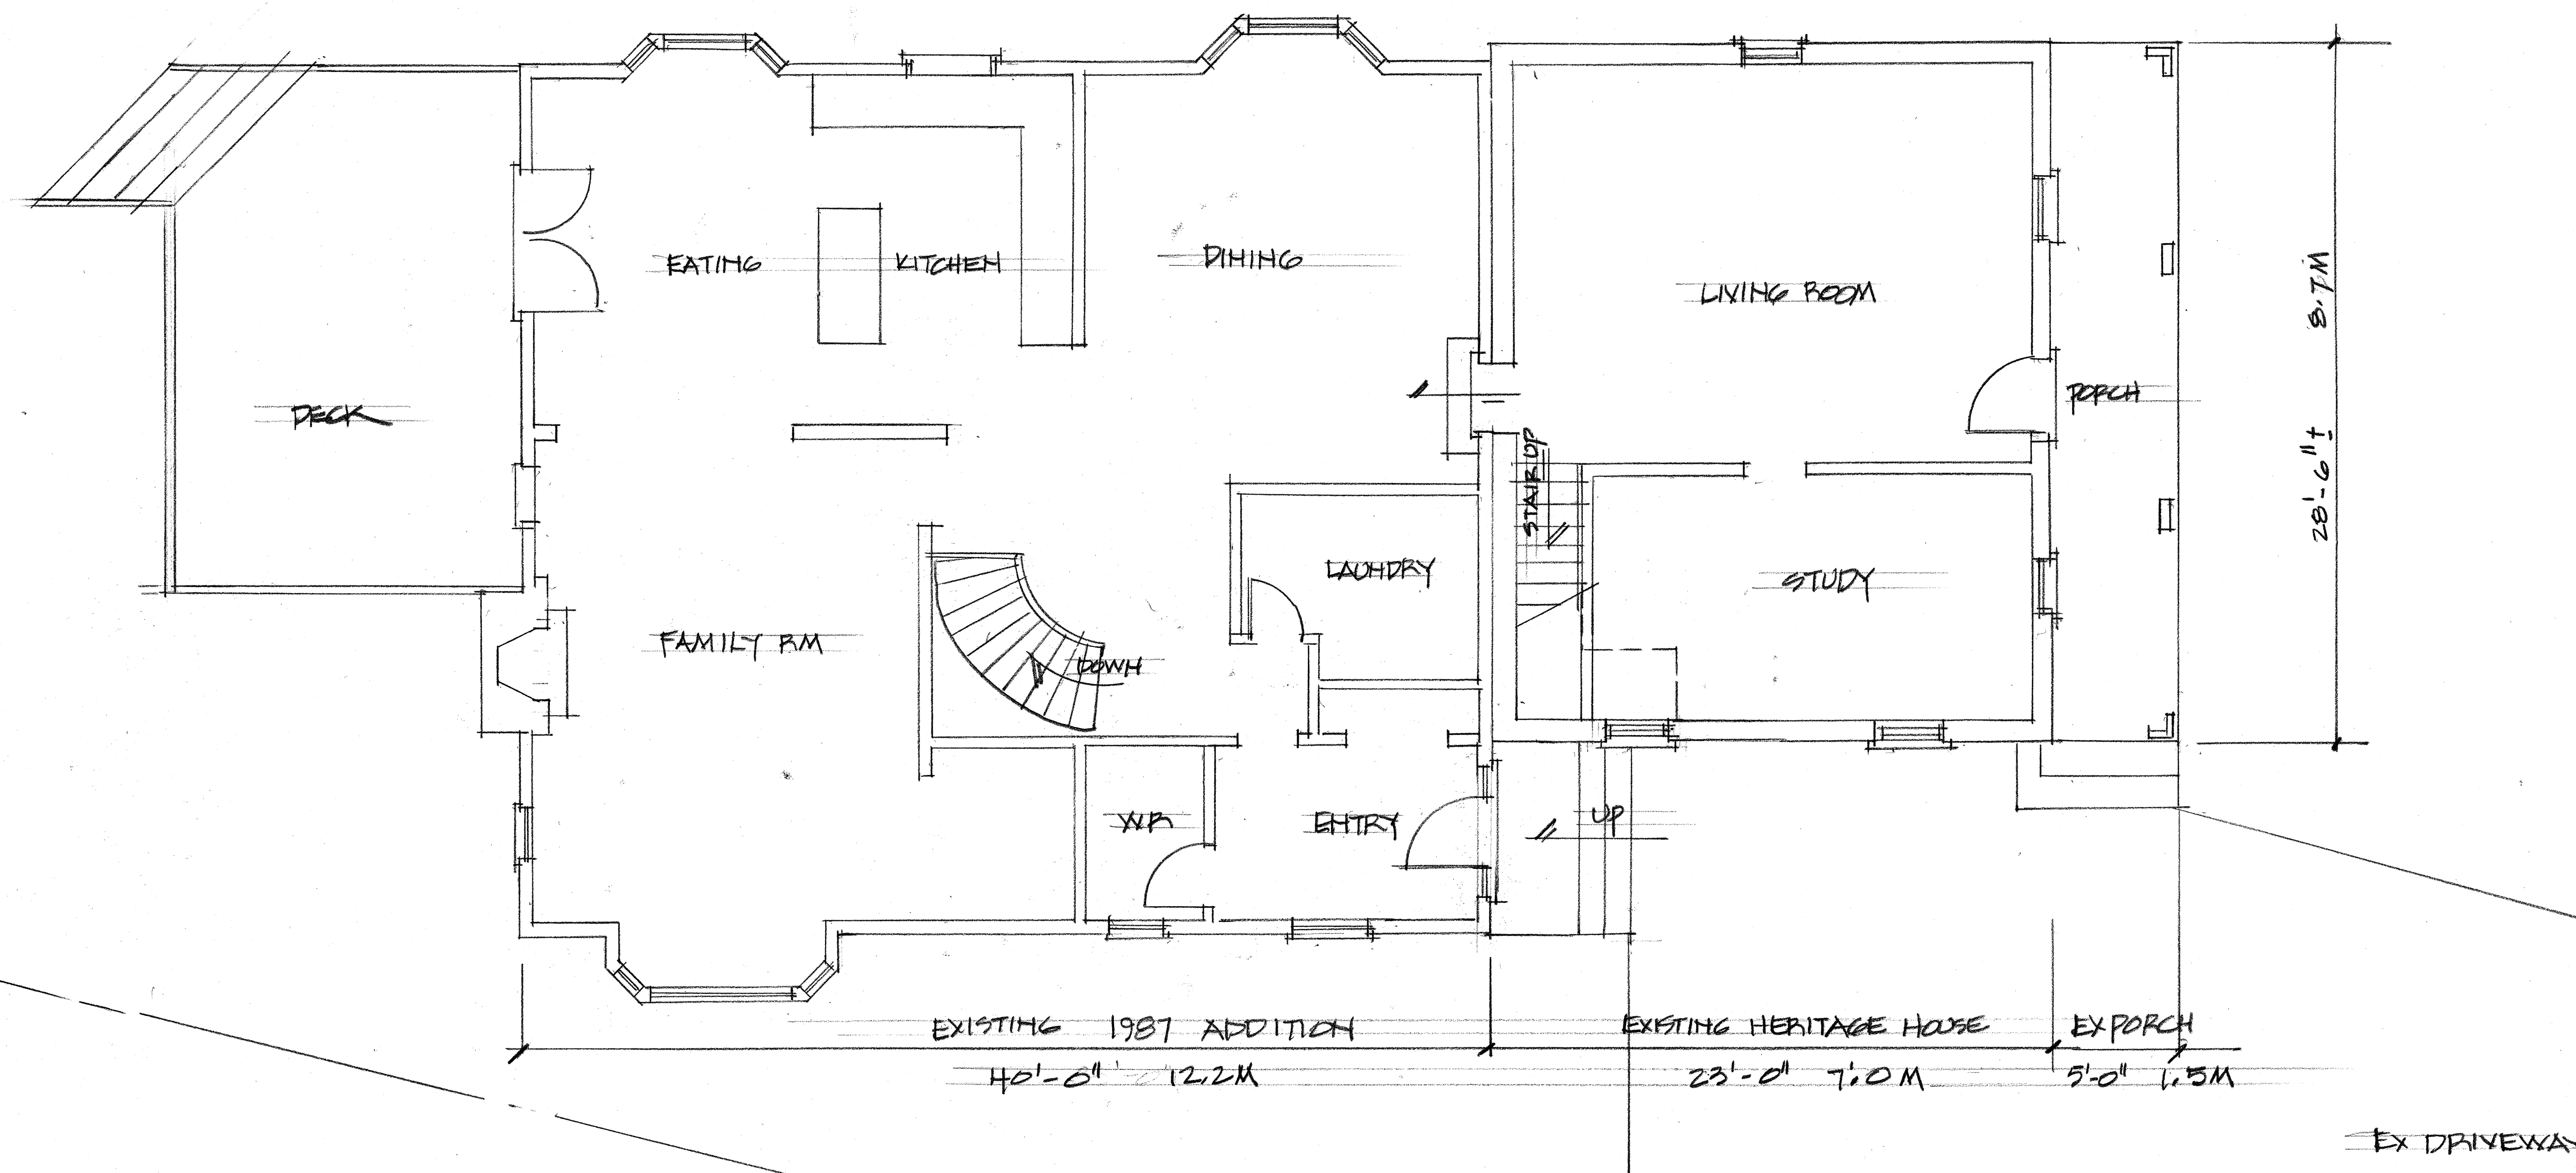 EATING
KITCHEN
DINING
LIVING ROOM
DECK
PORCH
STAIR UP
LAUNDRY
STUDY
FAMILY RM
DOWN
WR
ENTRY
UP
8.7M
28'-6"±
EXISTING 1987 ADDITION
40'-0" 12.2M
EXISTING HERITAGE HOUSE
23'-0" 7.0M
EX PORCH
5'-0" 1.5M
EX DRIVEWAY